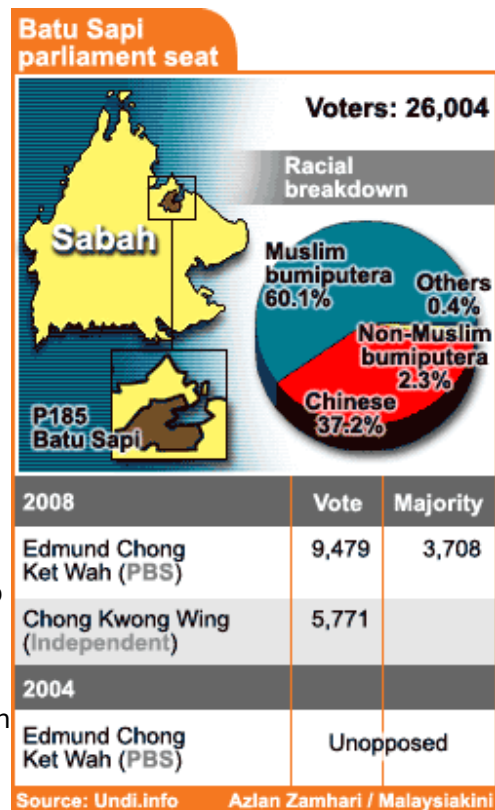 Batu Sapi
parliament seat
Voters: 26,004
Racial
breakdown
Sabah
Muslim
bumiputera
60.1%
Others
0.4%
Non-Muslim
bumiputera
2.3%
Chinese
37.2%
P185
Batu Sapi
2008 Vote Majority
Edmund Chong
Ket Wah (PBS) 9,479 3,708
Chong Kwong Wing
(Independent) 5,771
2004
Edmund Chong
Ket Wah (PBS) Unopposed
Source: Undi.info Azlan Zamhari / Malaysiakini